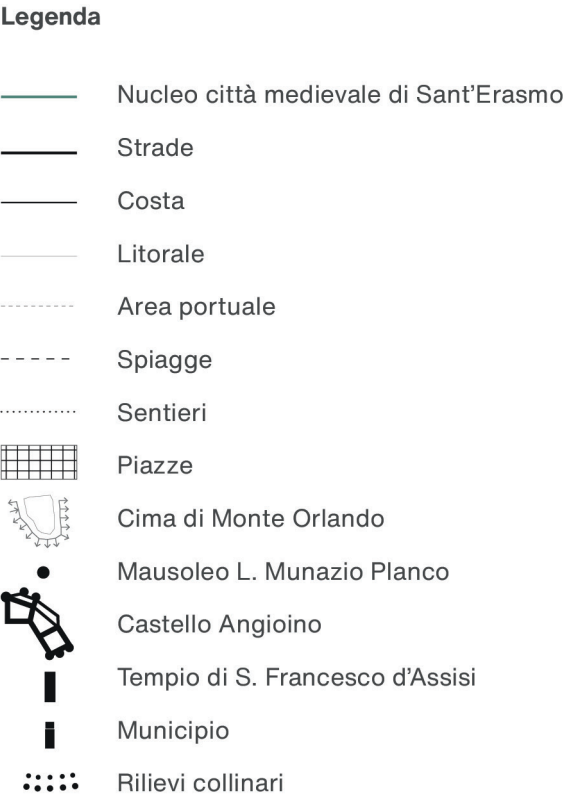 Legenda
Nucleo città medievale di Sant'Erasmo
Strade
Costa
Litorale
Area portuale
Spiagge
Sentieri
Piazze
Cima di Monte Orlando
Mausoleo L. Munazio Planco
Castello Angioino
Tempio di S. Francesco d'Assisi
Municipio
Rilievi collinari